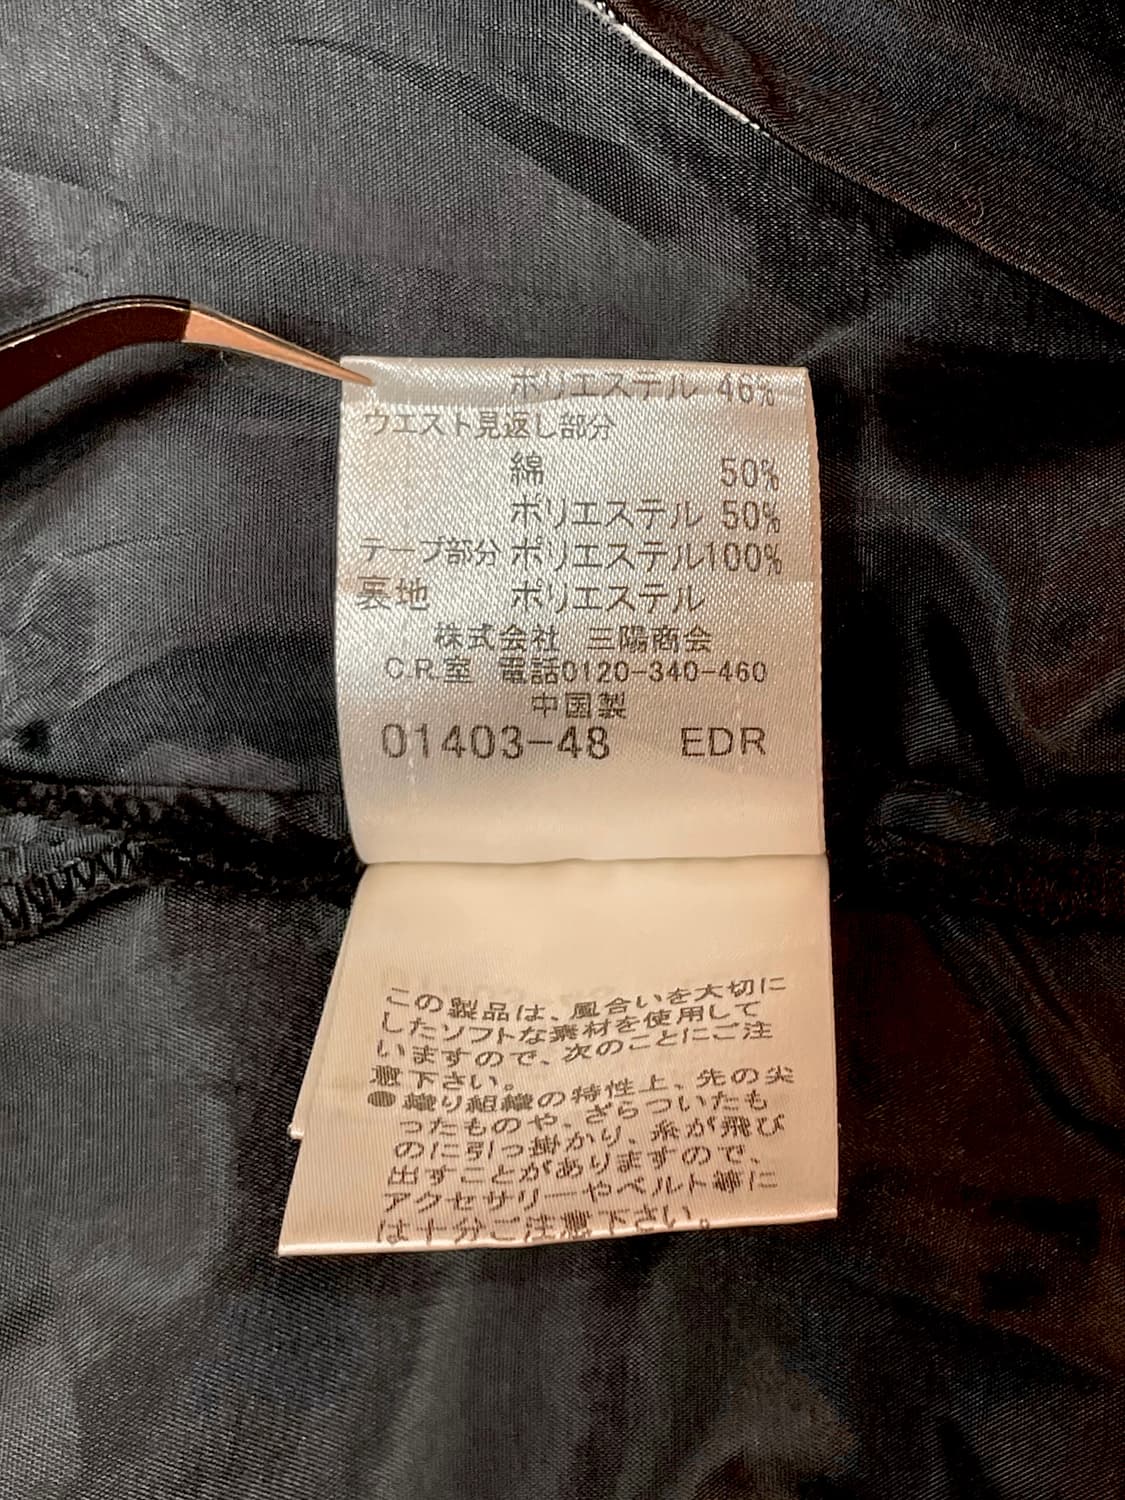 ポリエステル 46%
ウエスト見返し部分
綿 50%
ポリエステル 50%
テープ部分 ポリエステル100%
裏地 ポリエステル
株式会社 三陽商会
C.R.室 電話0120-340-460
中国製
01403-48 EDR
この製品は、風合いを大切に
したソフトな素材を使用して
いますので、次のことにご注
意下さい。
●織り組織の特性上、先の尖
ったものや、ざらついたも
のに引っ掛かり、糸が飛び
出すことがありますので、
アクセサリーやベルト等に
は十分ご注意下さい。